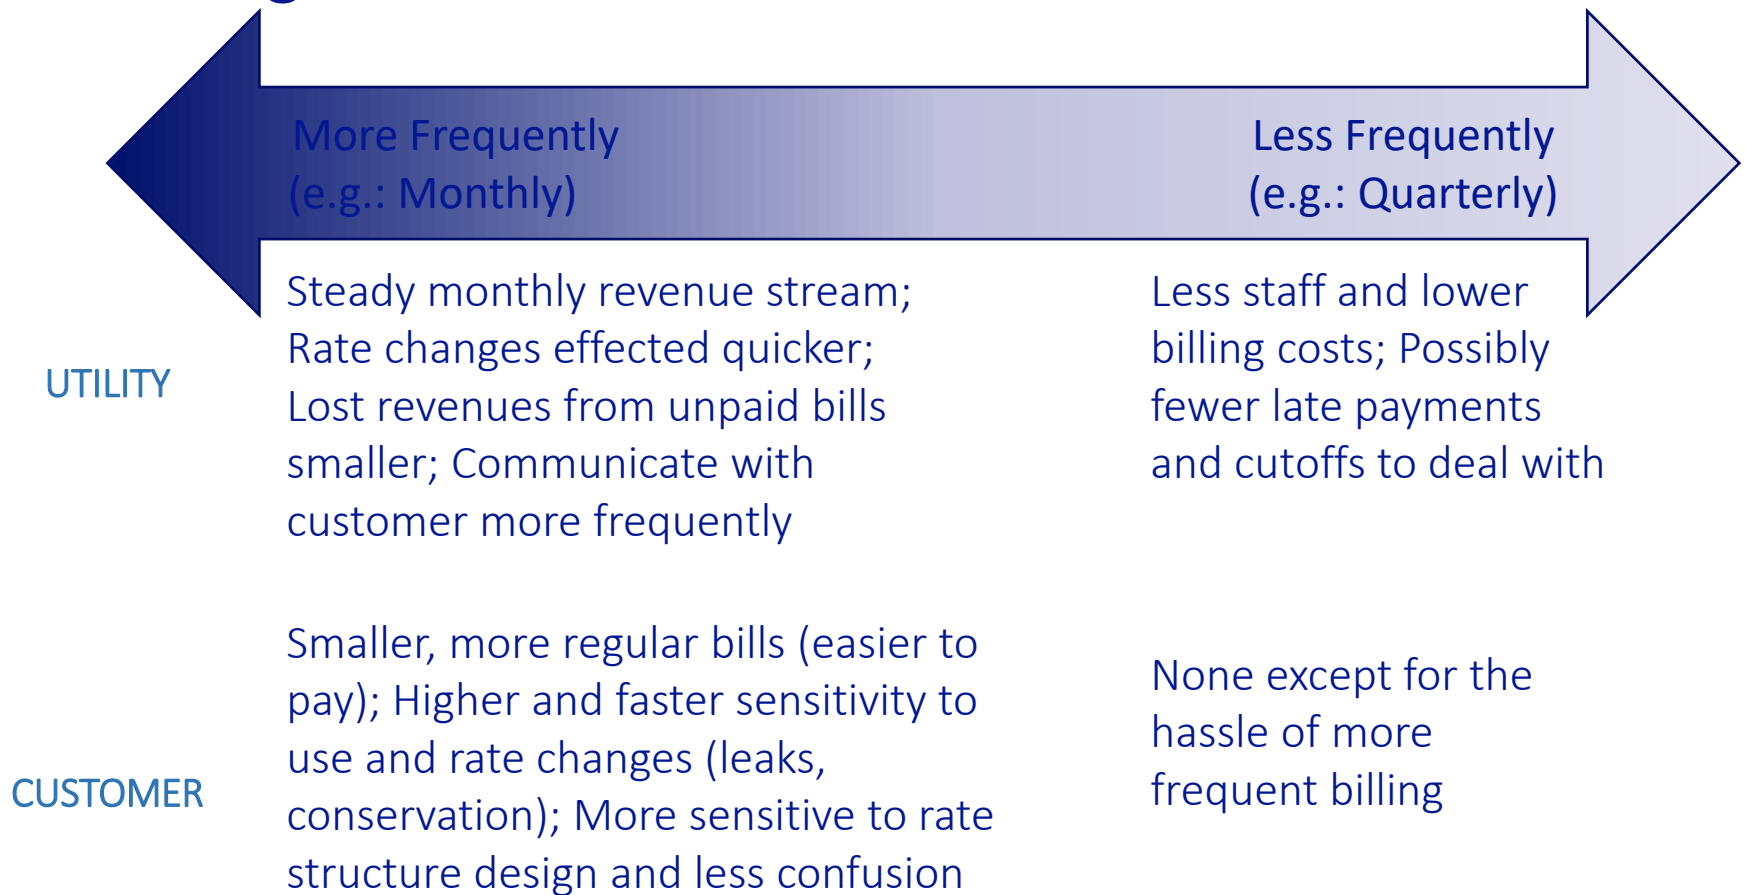 More Frequently
(e.g.: Monthly)
Less Frequently
(e.g.: Quarterly)
UTILITY
Steady monthly revenue stream;
Rate changes effected quicker;
Lost revenues from unpaid bills
smaller; Communicate with
customer more frequently
Less staff and lower
billing costs; Possibly
fewer late payments
and cutoffs to deal with
CUSTOMER
Smaller, more regular bills (easier to
pay); Higher and faster sensitivity to
use and rate changes (leaks,
conservation); More sensitive to rate
structure design and less confusion
None except for the
hassle of more
frequent billing